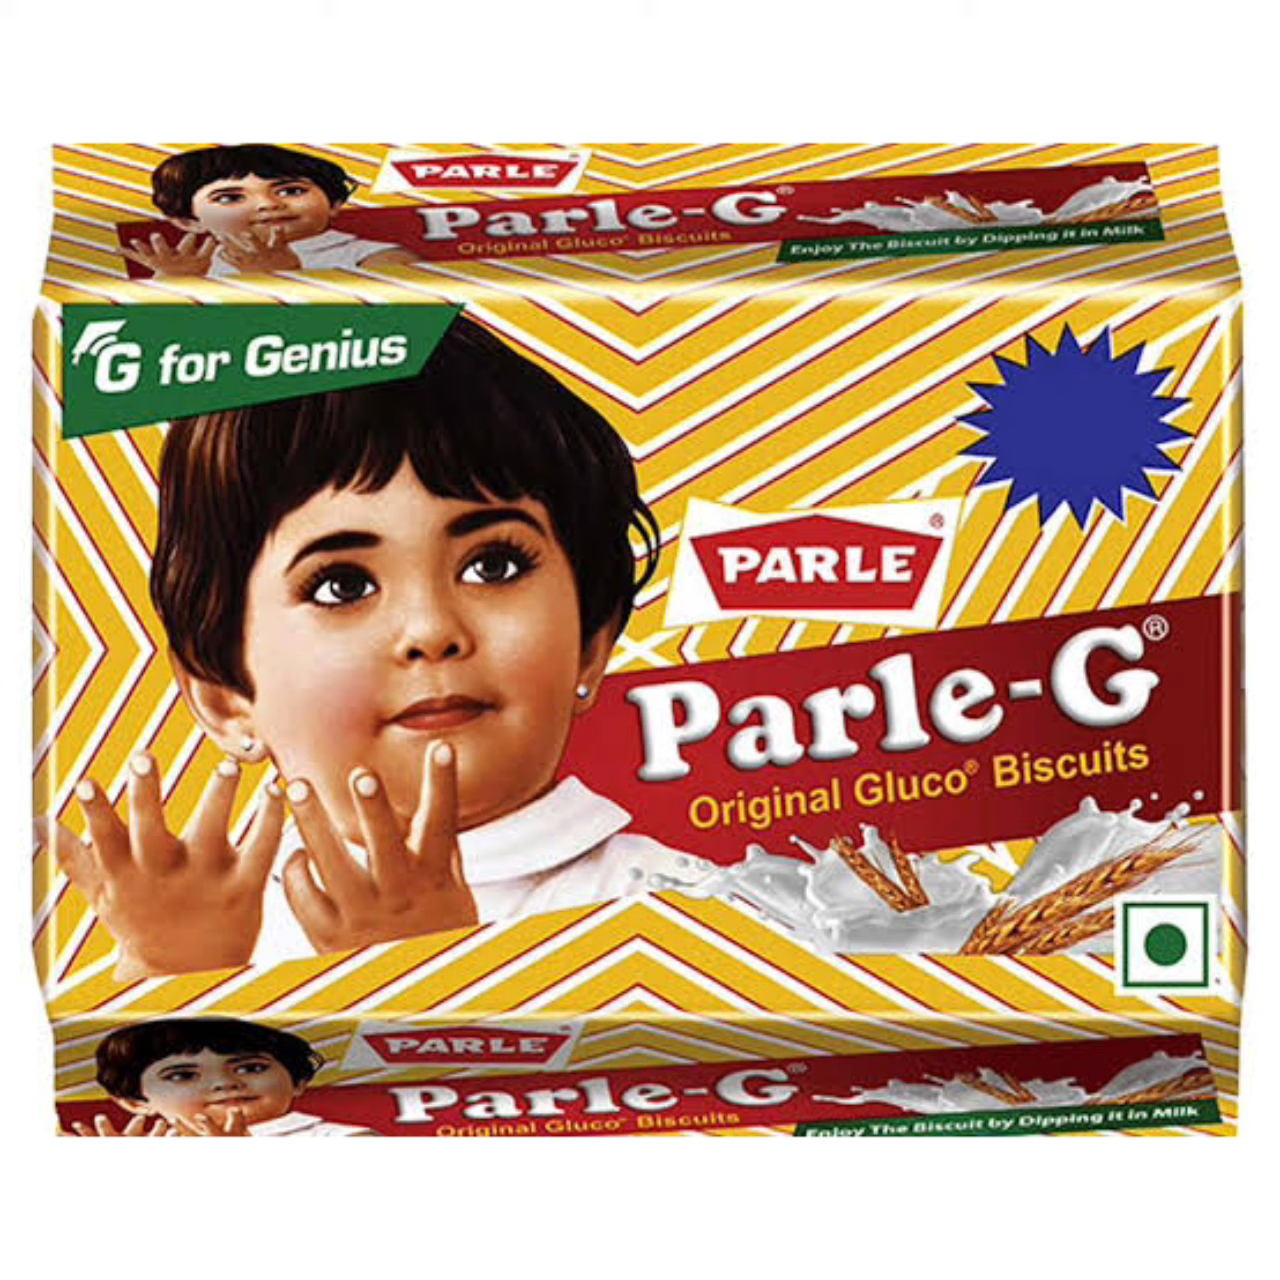 PARLE
Parle-G®
Original Gluco® Biscuits
Enjoy The Biscuit by Dipping it in Milk
G for Genius
PARLE ®
Parle-G®
Original Gluco® Biscuits
PARLE
Parle-G®
Original Gluco® Biscuits
Enjoy The Biscuit by Dipping it in Milk